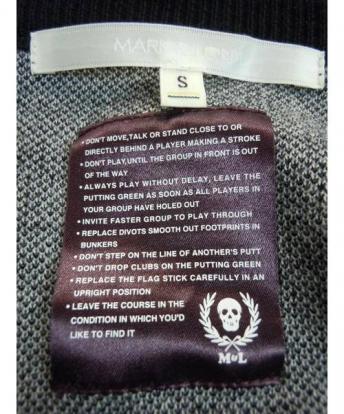 MARK & LONA
S
• DON'T MOVE,TALK OR STAND CLOSE TO OR
DIRECTLY BEHIND A PLAYER MAKING A STROKE
• DON'T PLAY,UNTIL THE GROUP IN FRONT IS OUT
OF THE WAY
• ALWAYS PLAY WITHOUT DELAY, LEAVE THE
PUTTING GREEN AS SOON AS ALL PLAYERS IN
YOUR GROUP HAVE HOLED OUT
• INVITE FASTER GROUP TO PLAY THROUGH
• REPLACE DIVOTS SMOOTH OUT FOOTPRINTS IN
BUNKERS
• DON'T STEP ON THE LINE OF ANOTHER'S PUTT
• DON'T DROP CLUBS ON THE PUTTING GREEN
• REPLACE THE FLAG STICK CAREFULLY IN AN
UPRIGHT POSITION
• LEAVE THE COURSE IN THE
CONDITION IN WHICH YOU'D
LIKE TO FIND IT
M&L